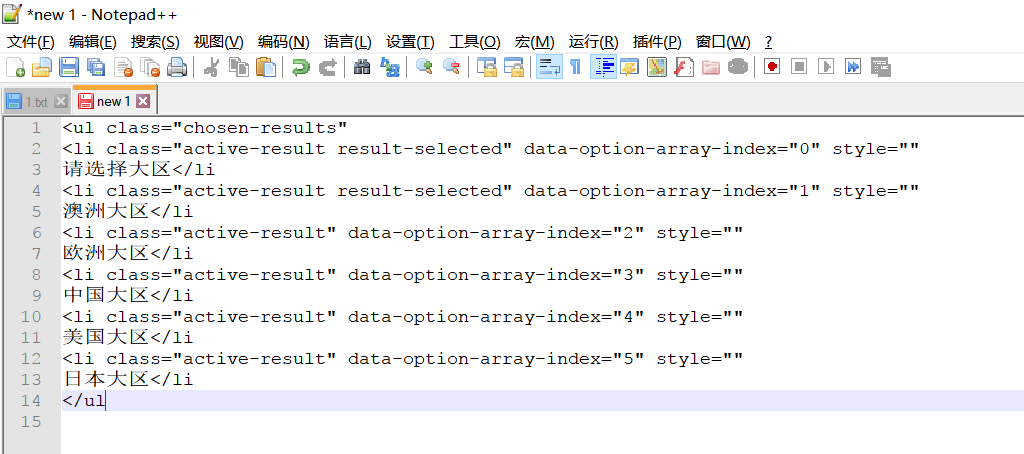 *new 1 - Notepad++
文件(F) 编辑(E) 搜索(S) 视图(V) 编码(N) 语言(L) 设置(T) 工具(O) 宏(M) 运行(R) 插件(P) 窗口(W) ?
1.txt new 1
1 <ul class="chosen-results"
2 <li class="active-result result-selected" data-option-array-index="0" style=""
3 请选择大区</li
4 <li class="active-result result-selected" data-option-array-index="1" style=""
5 澳洲大区</li
6 <li class="active-result" data-option-array-index="2" style=""
7 欧洲大区</li
8 <li class="active-result" data-option-array-index="3" style=""
9 中国大区</li
10 <li class="active-result" data-option-array-index="4" style=""
11 美国大区</li
12 <li class="active-result" data-option-array-index="5" style=""
13 日本大区</li
14 </ul
15